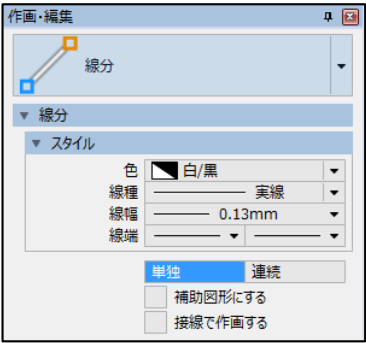 作画・編集
線分
線分
スタイル
色 白/黒
線種 実線
線幅 0.13mm
線端
単独 連続
補助図形にする
接線で作画する